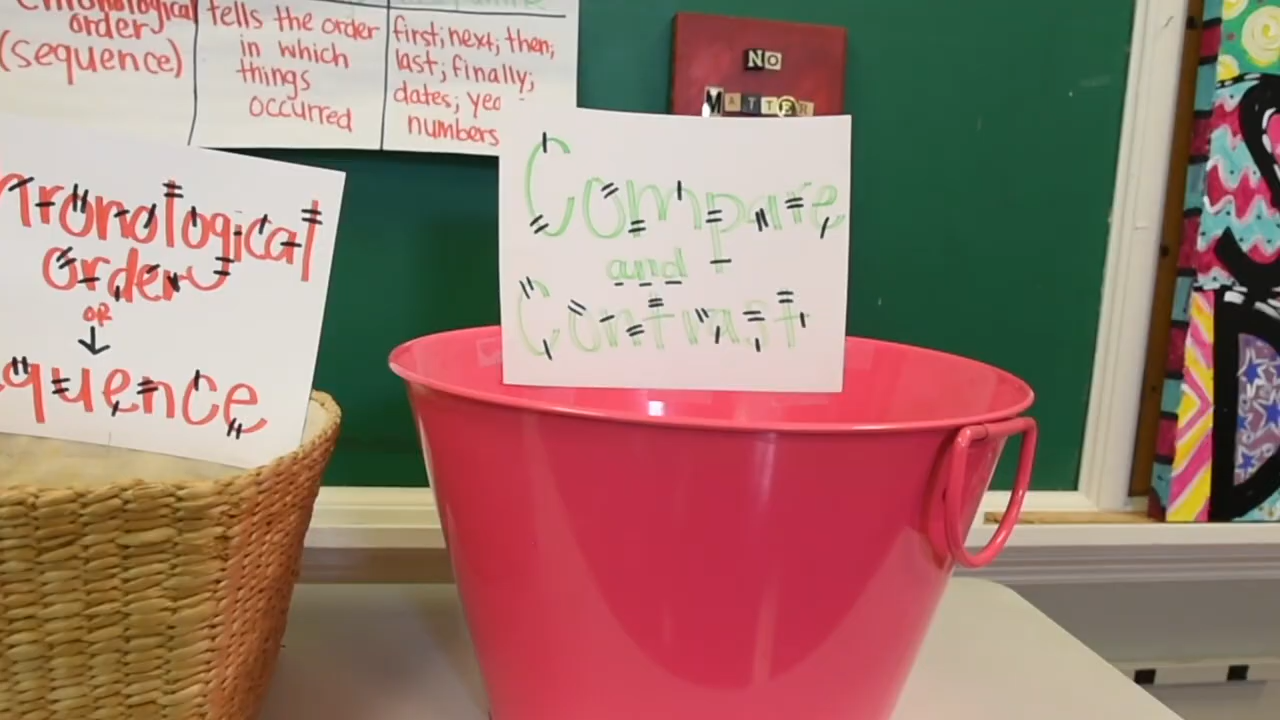 order
(sequence)
tells the order
in which
things
occurred
first; next; then;
last; finally;
dates;
numbers
NO
MATTER
order
OR
Compare
and
Contrast